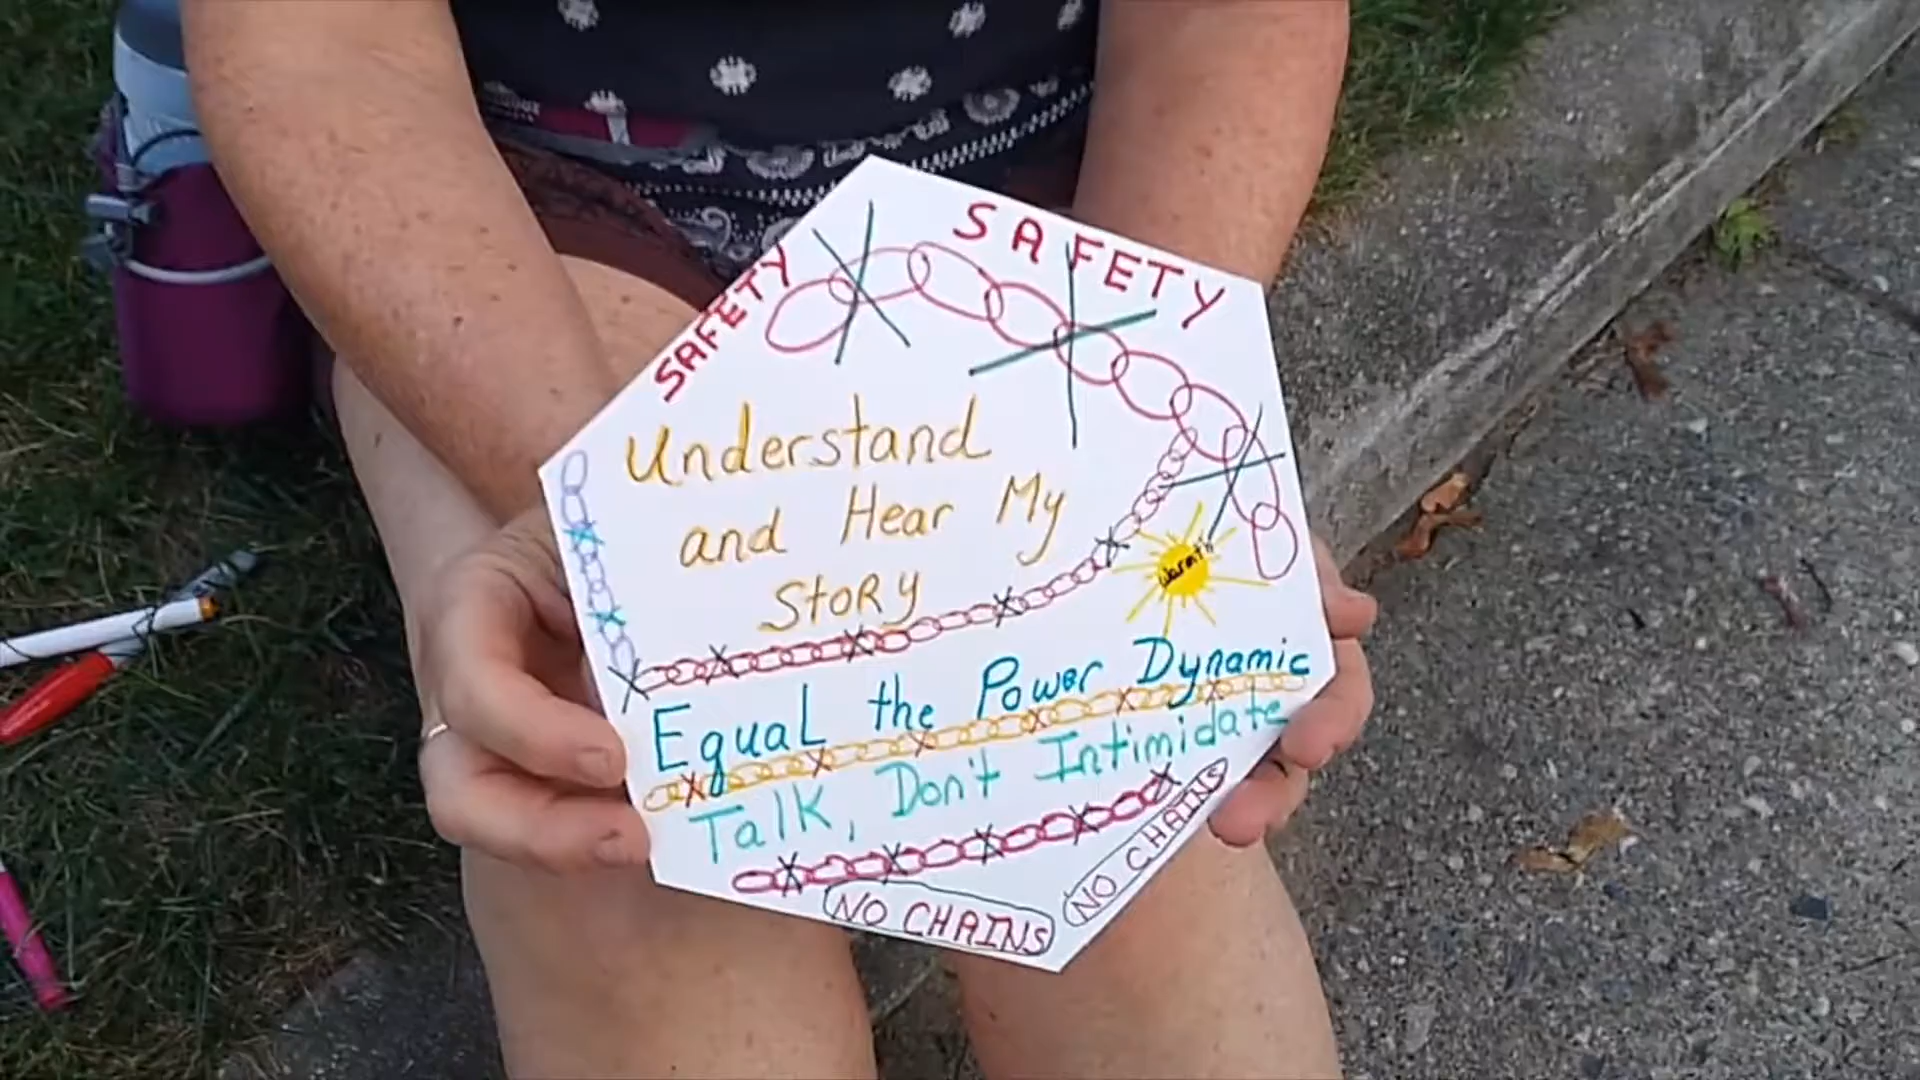 SAFETY
SAFETY
Understand
and Hear My
StoRy
warmth
Equal the Power Dynamic
Talk, Don't Intimidate
NO CHAINS
NO CHAINS